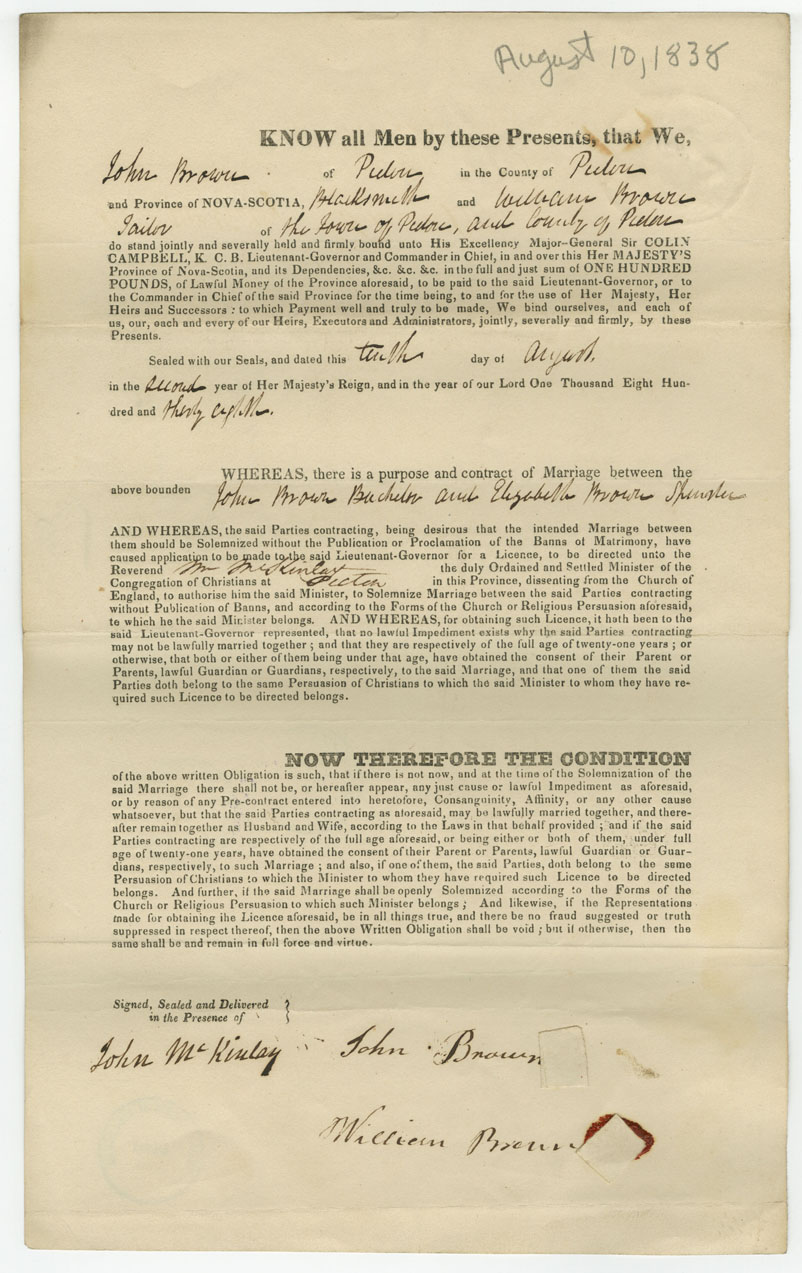 August 10, 1838
KNOW all Men by these Presents, that We,
John Brown of Pictou in the County of Pictou
and Province of NOVA-SCOTIA, Blacksmith and William Brown
Tailor of the Town of Pictou, and County of Pictou
do stand jointly and severally held and firmly bound unto His Excellency Major-General Sir COLIN
CAMPBELL, K. C. B. Lieutenant-Governor and Commander in Chief, in and over this Her MAJESTY'S
Province of Nova-Scotia, and its Dependencies, &c. &c. &c. in the full and just sum of ONE HUNDRED
POUNDS, of Lawful Money of the Province aforesaid, to be paid to the said Lieutenant-Governor, or to
the Commander in Chief of the said Province for the time being, to and for the use of Her Majesty, Her
Heirs and Successors : to which Payment well and truly to be made, We bind ourselves, and each of
us, our, each and every of our Heirs, Executors and Administrators, jointly, severally and firmly, by these
Presents.
Sealed with our Seals, and dated this tenth day of August,
in the second year of Her Majesty's Reign, and in the year of our Lord One Thousand Eight Hun-
dred and thirty eighth.
WHEREAS, there is a purpose and contract of Marriage between the
above bounden John Brown Bachelor and Elizabeth Brown Spinster
AND WHEREAS, the said Parties contracting, being desirous that the intended Marriage between
them should be Solemnized without the Publication or Proclamation of the Banns of Matrimony, have
caused application to be made to the said Lieutenant-Governor for a Licence, to be directed unto the
Reverend Mr McKinlay the duly Ordained and Settled Minister of the
Congregation of Christians at Pictou in this Province, dissenting from the Church of
England, to authorise him the said Minister, to Solemnize Marriage between the said Parties contracting
without Publication of Banns, and according to the Forms of the Church or Religious Persuasion aforesaid,
to which he the said Minister belongs. AND WHEREAS, for obtaining such Licence, it hath been to the
said Lieutenant-Governor represented, that no lawful Impediment exists why the said Parties contracting
may not be lawfully married together ; and that they are respectively of the full age of twenty-one years ; or
otherwise, that both or either of them being under that age, have obtained the consent of their Parent or
Parents, lawful Guardian or Guardians, respectively, to the said Marriage, and that one of them the said
Parties doth belong to the same Persuasion of Christians to which the said Minister to whom they have re-
quired such Licence to be directed belongs.
NOW THEREFORE THE CONDITION
of the above written Obligation is such, that if there is not now, and at the time of the Solemnization of the
said Marriage there shall not be, or hereafter appear, any just cause or lawful Impediment as aforesaid,
or by reason of any Pre-contract entered into heretofore, Consanguinity, Affinity, or any other cause
whatsoever, but that the said Parties contracting as aforesaid, may be lawfully married together, and there-
after remain together as Husband and Wife, according to the Laws in that behalf provided ; and if the said
Parties contracting are respectively of the full age aforesaid, or being either or both of them, under full
age of twenty-one years, have obtained the consent of their Parent or Parents, lawful Guardian or Guar-
dians, respectively, to such Marriage ; and also, if one of them, the said Parties, doth belong to the same
Persuasion of Christians to which the Minister to whom they have required such Licence to be directed
belongs. And further, if the said Marriage shall be openly Solemnized according to the Forms of the
Church or Religious Persuasion to which such Minister belongs ; And likewise, if the Representations
made for obtaining the Licence aforesaid, be in all things true, and there be no fraud suggested or truth
suppressed in respect thereof, then the above Written Obligation shall be void ; but if otherwise, then the
same shall be and remain in full force and virtue.
Signed, Sealed and Delivered
in the Presence of
John McKinlay John Brown
William Brown